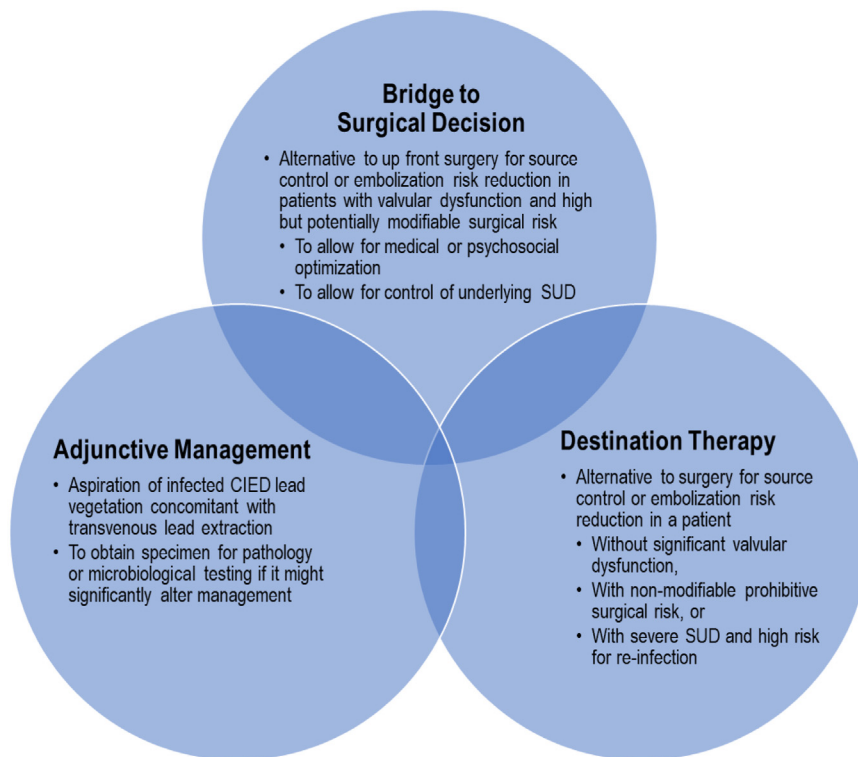 Bridge to
Surgical Decision
• Alternative to up front surgery for source
control or embolization risk reduction in
patients with valvular dysfunction and high
but potentially modifiable surgical risk
• To allow for medical or psychosocial
optimization
• To allow for control of underlying SUD
Adjunctive Management
• Aspiration of infected CIED lead
vegetation concomitant with
transvenous lead extraction
• To obtain specimen for pathology
or microbiological testing if it might
significantly alter management
Destination Therapy
• Alternative to surgery for source
control or embolization risk
reduction in a patient
• Without significant valvular
dysfunction,
• With non-modifiable prohibitive
surgical risk, or
• With severe SUD and high risk
for re-infection